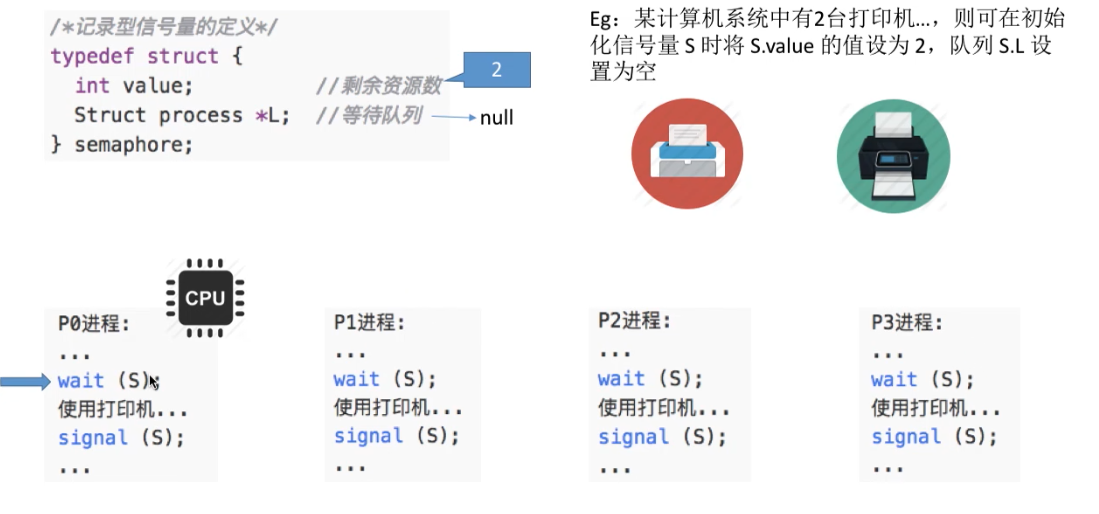 /*记录型信号量的定义*/
typedef struct {
int value; //剩余资源数
Struct process *L; //等待队列
} semaphore;
2
null
Eg：某计算机系统中有2台打印机…，则可在初始
化信号量 S 时将 S.value 的值设为 2，队列 S.L 设
置为空
CPU
P0进程:
...
wait (S);
使用打印机...
signal (S);
...
P1进程:
...
wait (S);
使用打印机...
signal (S);
...
P2进程:
...
wait (S);
使用打印机...
signal (S);
...
P3进程:
...
wait (S);
使用打印机...
signal (S);
...